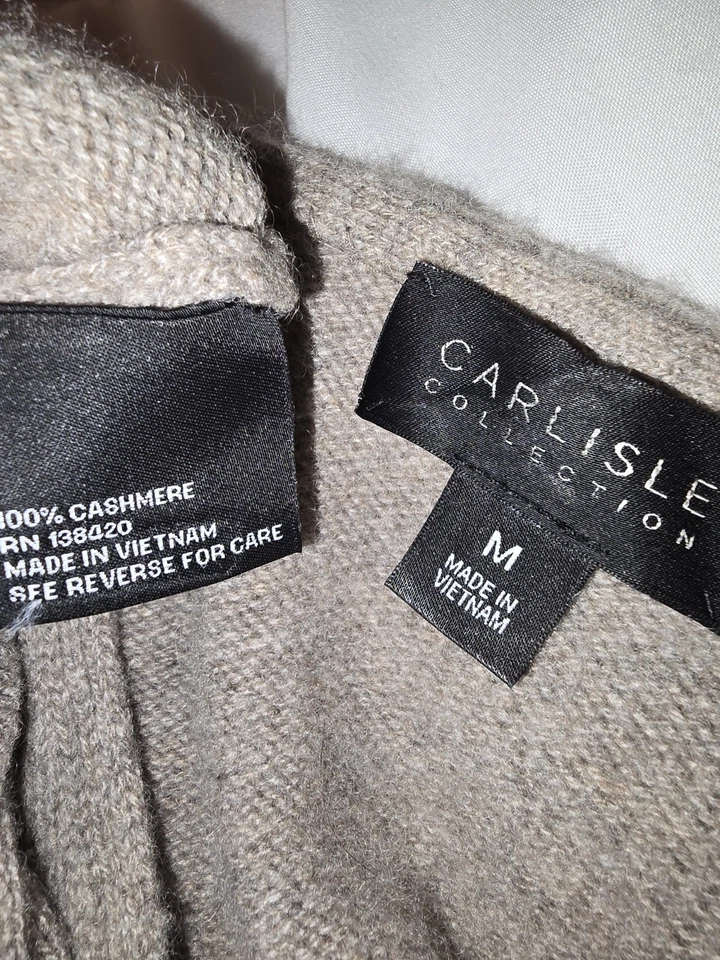 100% CASHMERE
RN 138420
MADE IN VIETNAM
SEE REVERSE FOR CARE
CARLISLE
COLLECTION
M
MADE IN
VIETNAM